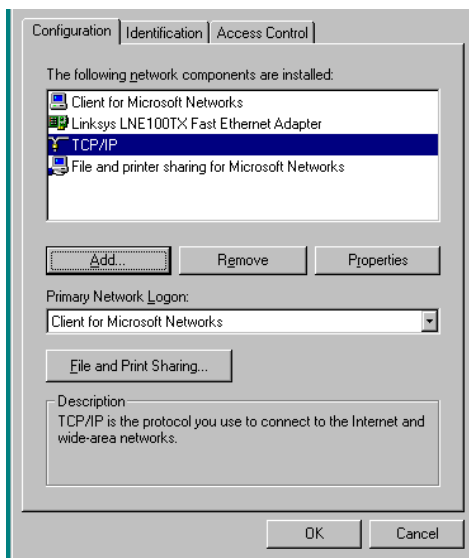 Configuration Identification Access Control
The following network components are installed:
Client for Microsoft Networks
Linksys LNE100TX Fast Ethernet Adapter
TCP/IP
File and printer sharing for Microsoft Networks
Add... Remove Properties
Primary Network Logon:
Client for Microsoft Networks
File and Print Sharing...
Description
TCP/IP is the protocol you use to connect to the Internet and
wide-area networks.
OK Cancel